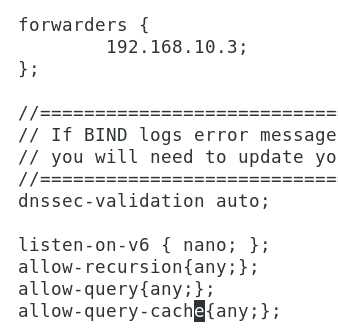 forwarders {
192.168.10.3;
};
//=============================
// If BIND logs error message
// you will need to update yo
//=============================
dnssec-validation auto;
listen-on-v6 { nano; };
allow-recursion{any;};
allow-query{any;};
allow-query-cache{any;};